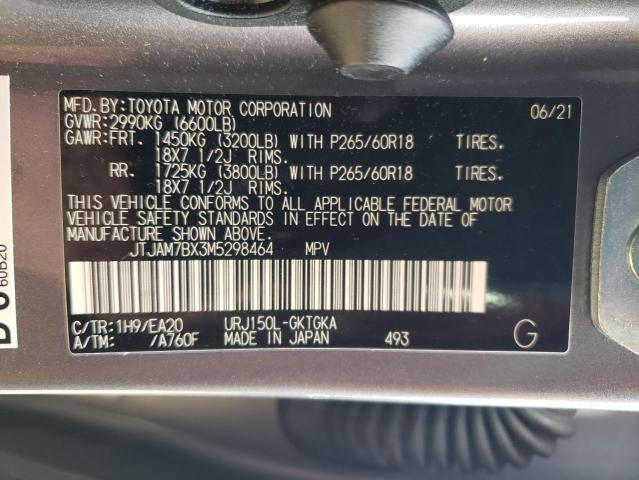 MFD. BY:TOYOTA MOTOR CORPORATION 06/21
GVWR:2990KG (6600LB)
GAWR:FRT. 1450KG (3200LB) WITH P265/60R18 TIRES.
18X7 1/2J RIMS.
RR. 1725KG (3800LB) WITH P265/60R18 TIRES.
18X7 1/2J RIMS.
THIS VEHICLE CONFORMS TO ALL APPLICABLE FEDERAL MOTOR
VEHICLE SAFETY STANDARDS IN EFFECT ON THE DATE OF
MANUFACTURE SHOWN ABOVE.
JTJAM7BX3M5298464 MPV
C/TR:1H9/EA20 URJ150L-GKTGKA
A/TM: /A760F MADE IN JAPAN 493 G
60B20